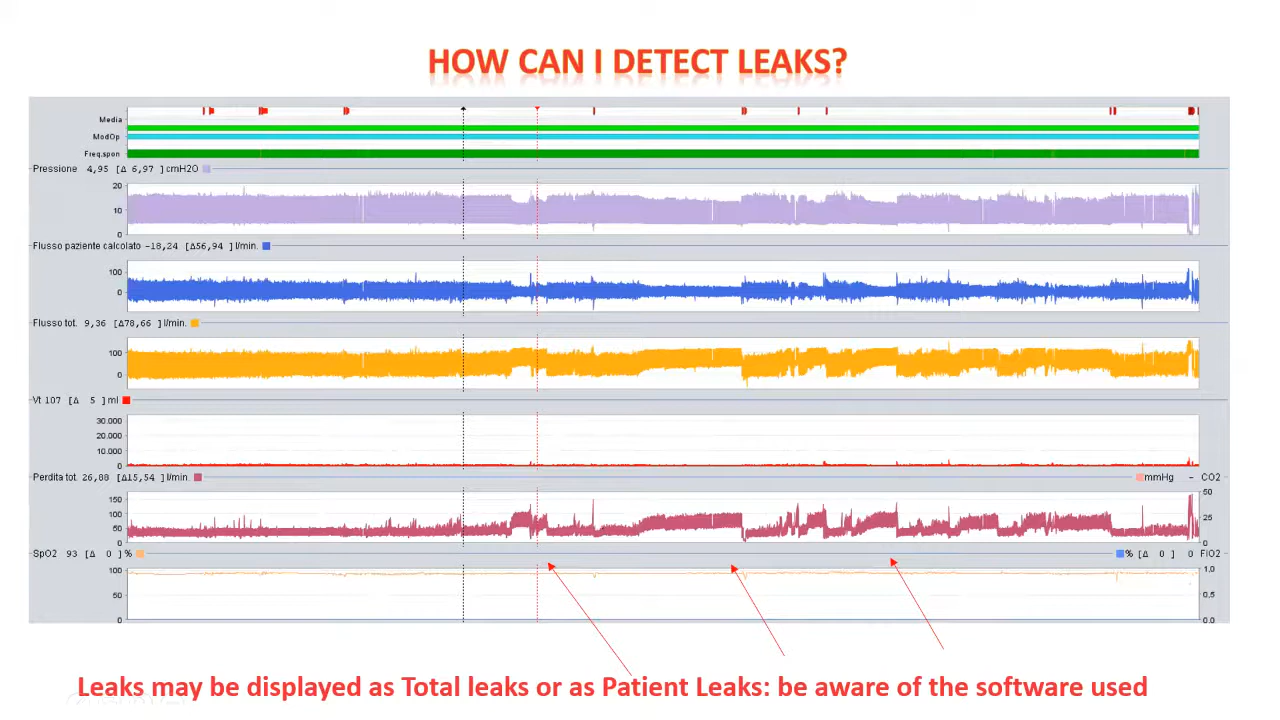 HOW CAN I DETECT LEAKS?
Media
ModOp
Freq.spon
Pressione 4,95 [Δ 6,97 ] cmH2O
20
10
0
Flusso paziente calcolato -18,24 [Δ56,94 ] l/min.
100
0
Flusso tot. 9,36 [Δ78,66 ] l/min.
100
0
Vt 107 [Δ 5 ] ml
30.000
20.000
10.000
0
Perdita tot. 26,88 [Δ15,54 ] l/min. mmHg - CO2
150 50
100
50 25
0 0
SpO2 93 [Δ 0 ] % % [Δ 0 ] 0 FiO2
100 1.0
50 0.5
0 0.0
Leaks may be displayed as Total leaks or as Patient Leaks: be aware of the software used